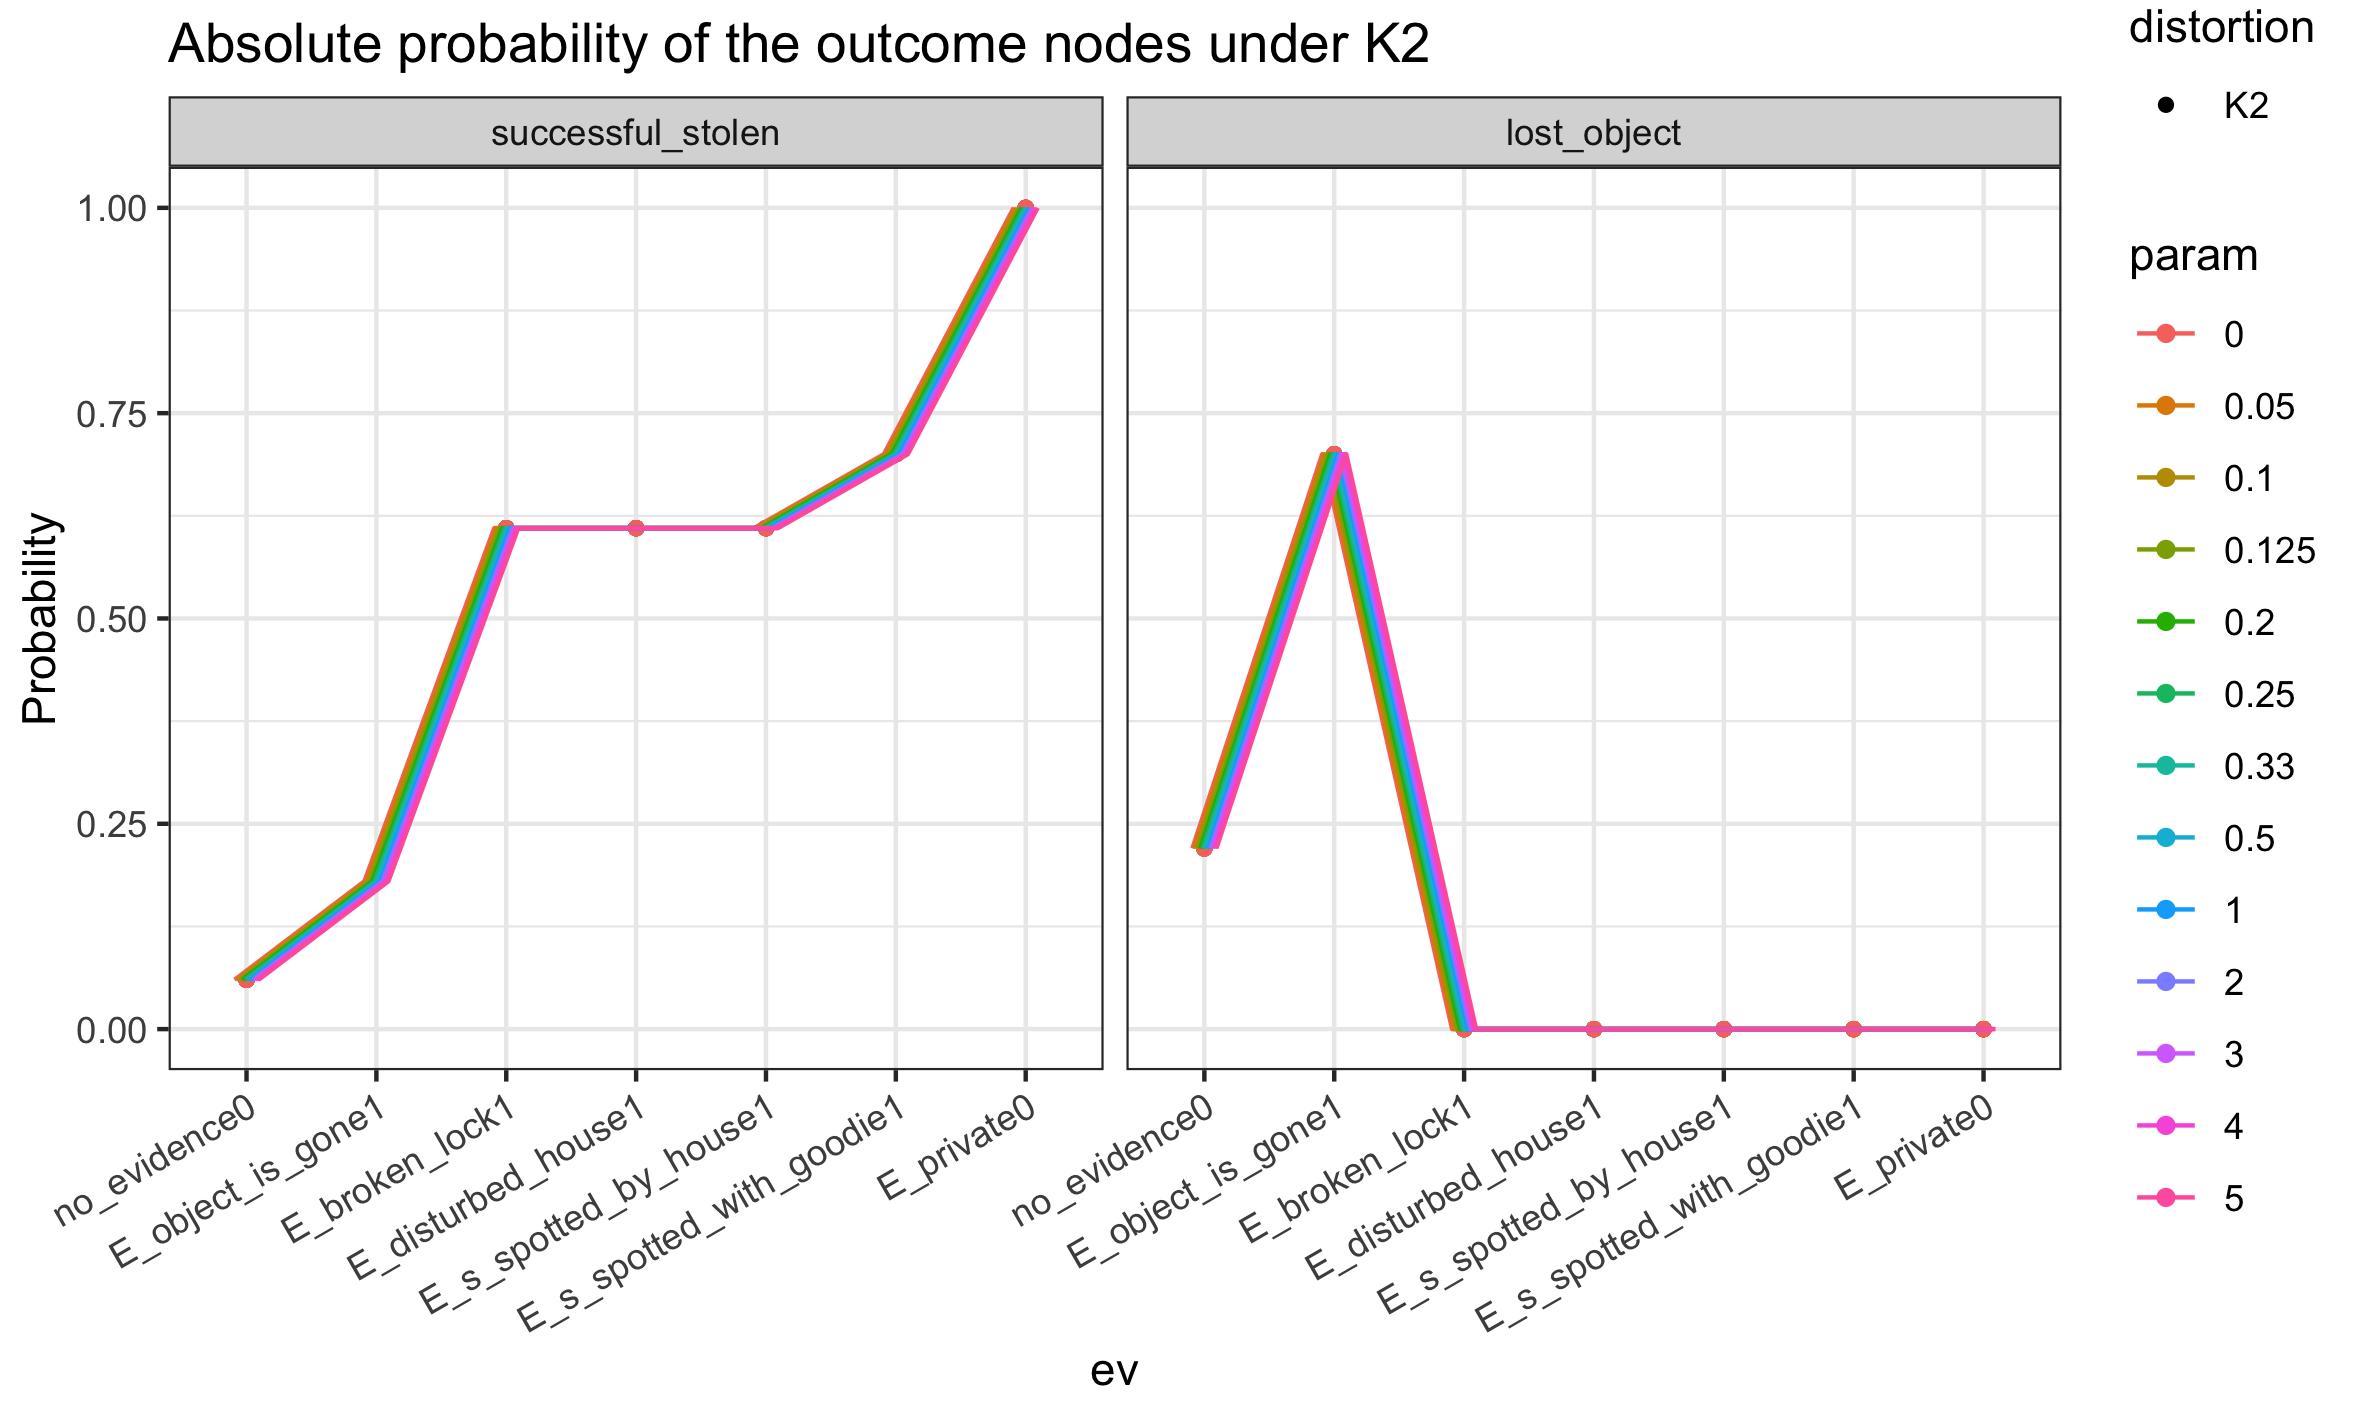 Absolute probability of the outcome nodes under K2
successful_stolen
lost_object
Probability
1.00
0.75
0.50
0.25
0.00
no_evidence0
E_object_is_gone1
E_broken_lock1
E_disturbed_house1
E_s_spotted_by_house1
E_s_spotted_with_goodie1
E_private0
no_evidence0
E_object_is_gone1
E_broken_lock1
E_disturbed_house1
E_s_spotted_by_house1
E_s_spotted_with_goodie1
E_private0
ev
distortion
K2
param
0
0.05
0.1
0.125
0.2
0.25
0.33
0.5
1
2
3
4
5